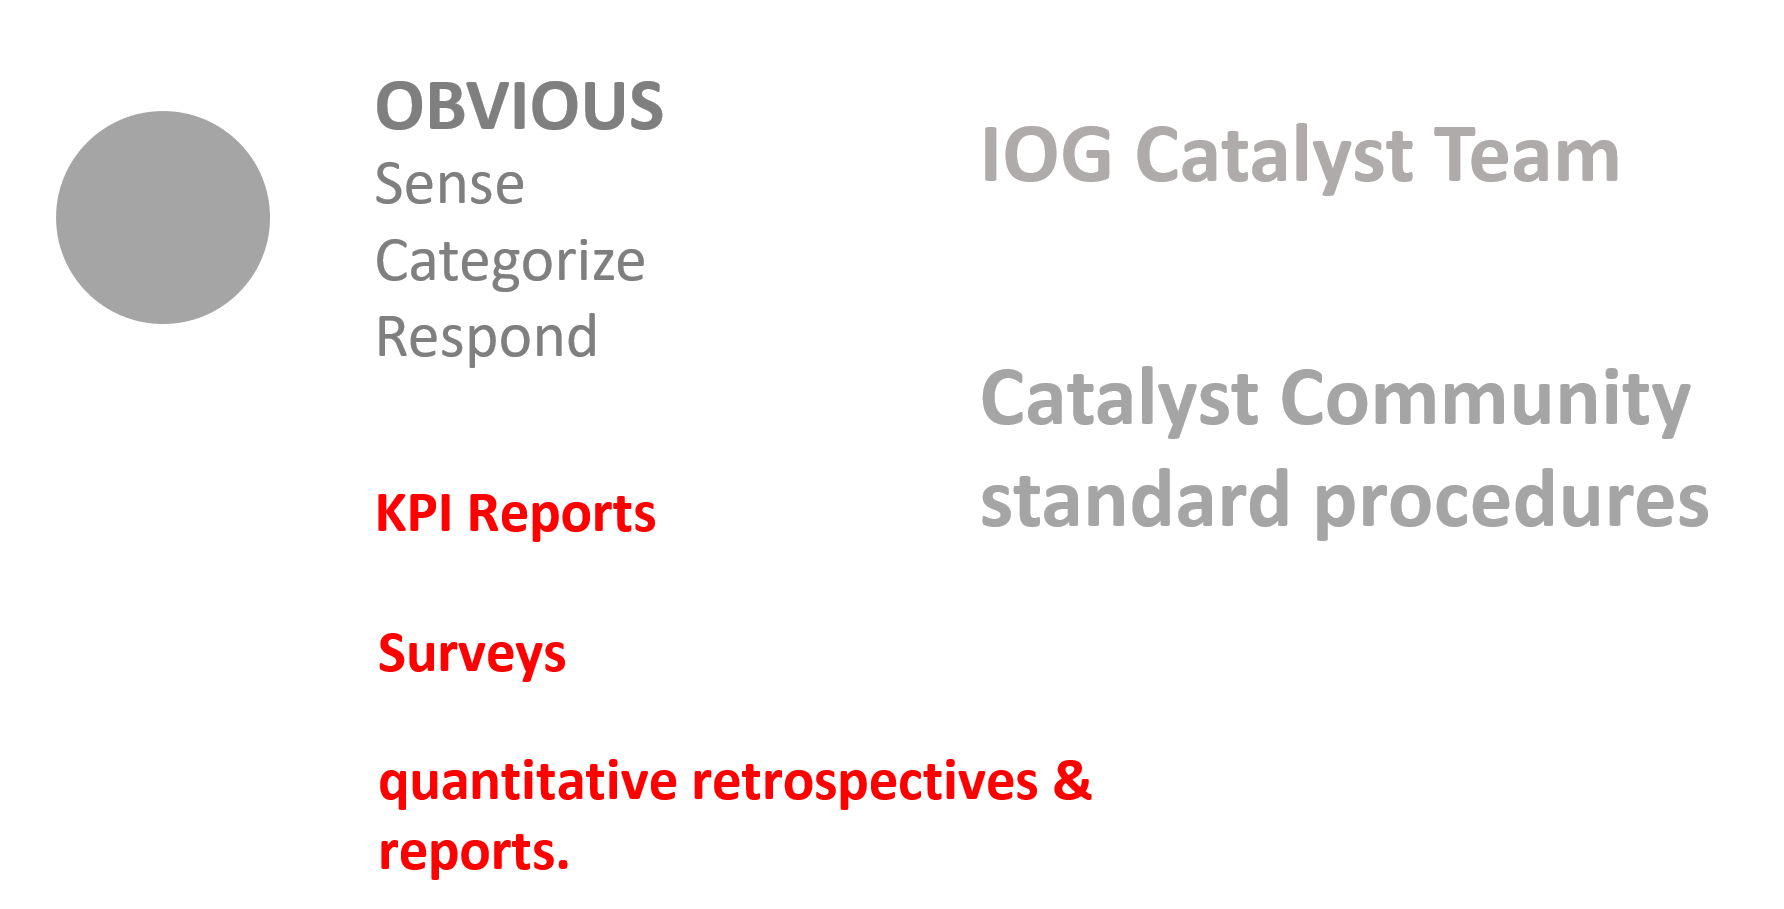 OBVIOUS
Sense
Categorize
Respond
KPI Reports
Surveys
quantitative retrospectives &
reports.
IOG Catalyst Team
Catalyst Community
standard procedures